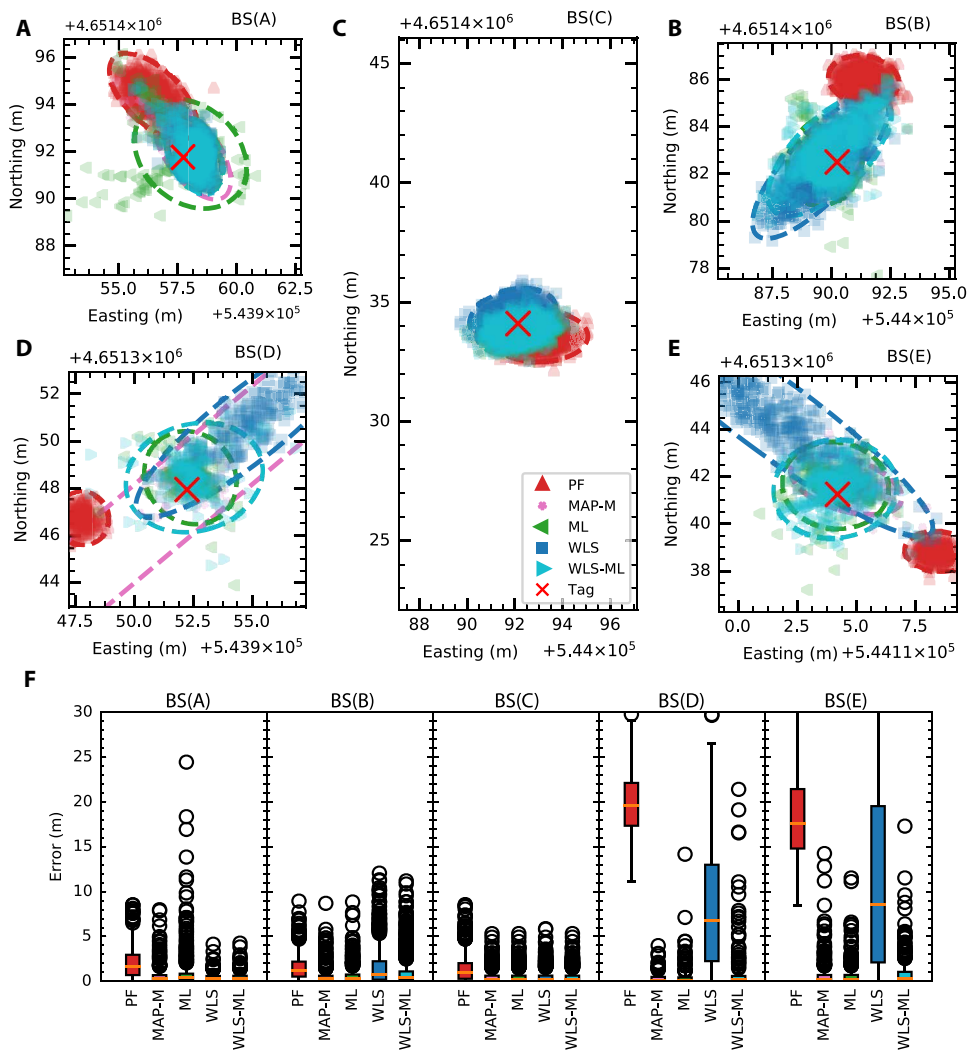 A
+4.6514×10⁶
BS(A)
Northing (m)
96
94
92
90
88
55.0
57.5
60.0
62.5
Easting (m)
+5.439×10⁵
C
+4.6514×10⁶
BS(C)
Northing (m)
45
40
35
30
25
88
90
92
94
96
Easting (m)
+5.44×10⁵
PF
MAP-M
ML
WLS
WLS-ML
Tag
B
+4.6514×10⁶
BS(B)
Northing (m)
86
84
82
80
78
87.5
90.0
92.5
95.0
Easting (m)
+5.44×10⁵
D
+4.6513×10⁶
BS(D)
Northing (m)
52
50
48
46
44
47.5
50.0
52.5
55.0
Easting (m)
+5.439×10⁵
E
+4.6513×10⁶
BS(E)
Northing (m)
46
44
42
40
38
0.0
2.5
5.0
7.5
Easting (m)
+5.4411×10⁵
F
BS(A)
BS(B)
BS(C)
BS(D)
BS(E)
Error (m)
30
25
20
15
10
5
0
PF
MAP-M
ML
WLS
WLS-ML
PF
MAP-M
ML
WLS
WLS-ML
PF
MAP-M
ML
WLS
WLS-ML
PF
MAP-M
ML
WLS
WLS-ML
PF
MAP-M
ML
WLS
WLS-ML